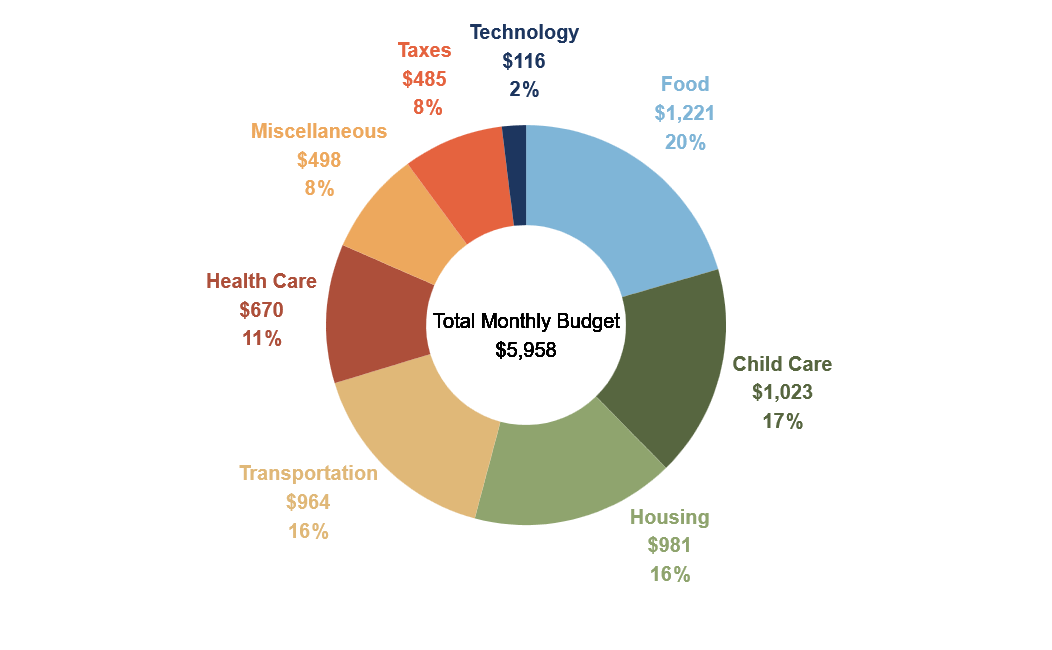 Technology
$116
2%
Taxes
$485
8%
Food
$1,221
20%
Miscellaneous
$498
8%
Health Care
$670
11%
Total Monthly Budget
$5,958
Child Care
$1,023
17%
Transportation
$964
16%
Housing
$981
16%